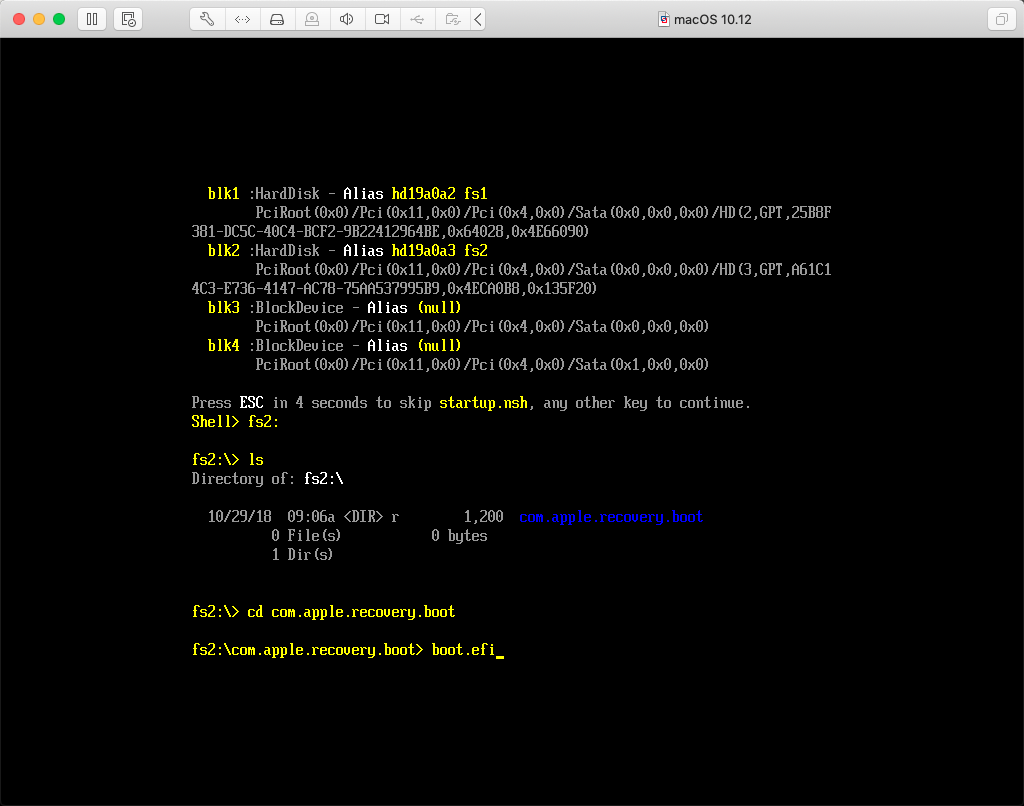 macOS 10.12
blk1 :HardDisk - Alias hd19a0a2 fs1
PciRoot(0x0)/Pci(0x11,0x0)/Pci(0x4,0x0)/Sata(0x0,0x0,0x0)/HD(2,GPT,25B8F
381-DC5C-40C4-BCF2-9B22412964BE,0x64028,0x4E66090)
blk2 :HardDisk - Alias hd19a0a3 fs2
PciRoot(0x0)/Pci(0x11,0x0)/Pci(0x4,0x0)/Sata(0x0,0x0,0x0)/HD(3,GPT,A61C1
4C3-E736-4147-AC78-75AA537995B9,0x4ECA0B8,0x135F20)
blk3 :BlockDevice - Alias (null)
PciRoot(0x0)/Pci(0x11,0x0)/Pci(0x4,0x0)/Sata(0x0,0x0,0x0)
blk4 :BlockDevice - Alias (null)
PciRoot(0x0)/Pci(0x11,0x0)/Pci(0x4,0x0)/Sata(0x1,0x0,0x0)
Press ESC in 4 seconds to skip startup.nsh, any other key to continue.
Shell> fs2:
fs2:\> ls
Directory of: fs2:\
10/29/18 09:06a <DIR> r 1,200 com.apple.recovery.boot
0 File(s) 0 bytes
1 Dir(s)
fs2:\> cd com.apple.recovery.boot
fs2:\com.apple.recovery.boot> boot.efi_